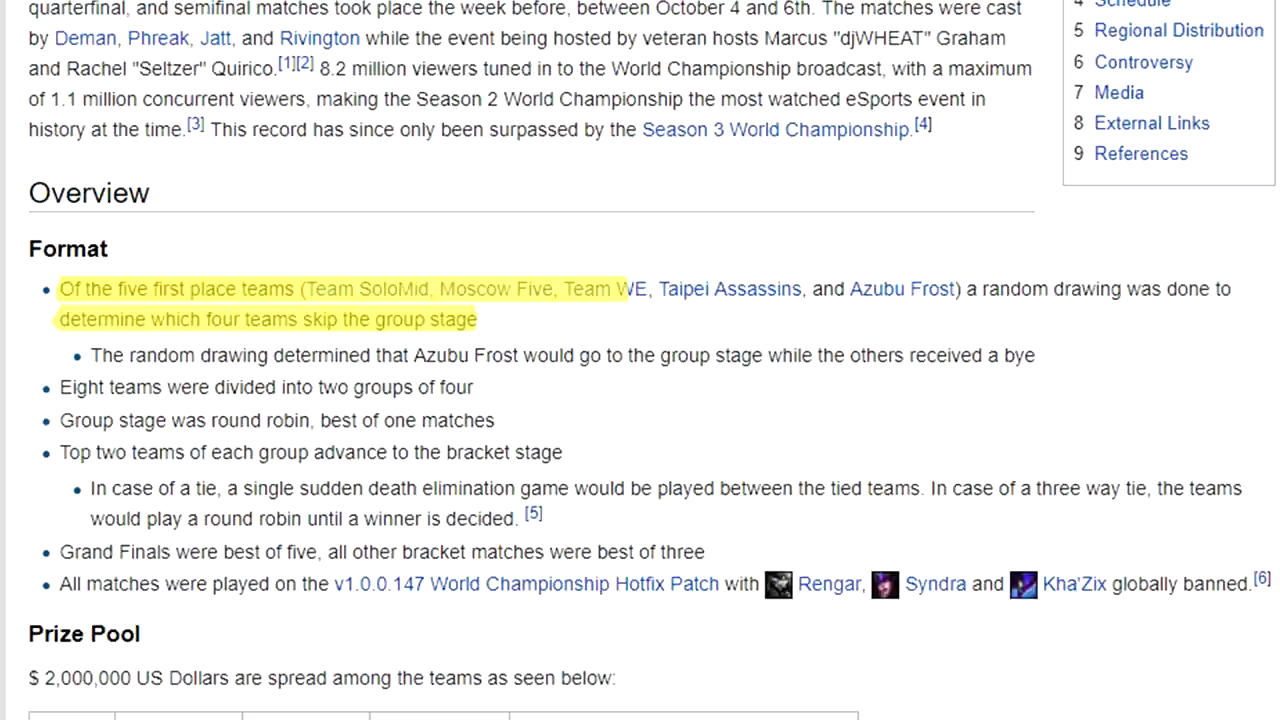 quarterfinal, and semifinal matches took place the week before, between October 4 and 6th. The matches were cast
by Deman, Phreak, Jatt, and Rivington while the event being hosted by veteran hosts Marcus "djWHEAT" Graham
and Rachel "Seltzer" Quirico.[1][2] 8.2 million viewers tuned in to the World Championship broadcast, with a maximum
of 1.1 million concurrent viewers, making the Season 2 World Championship the most watched eSports event in
history at the time.[3] This record has since only been surpassed by the Season 3 World Championship.[4]
4 Schedule
5 Regional Distribution
6 Controversy
7 Media
8 External Links
9 References
Overview
Format
• Of the five first place teams (Team SoloMid, Moscow Five, Team WE, Taipei Assassins, and Azubu Frost) a random drawing was done to
determine which four teams skip the group stage
• The random drawing determined that Azubu Frost would go to the group stage while the others received a bye
• Eight teams were divided into two groups of four
• Group stage was round robin, best of one matches
• Top two teams of each group advance to the bracket stage
• In case of a tie, a single sudden death elimination game would be played between the tied teams. In case of a three way tie, the teams
would play a round robin until a winner is decided. [5]
• Grand Finals were best of five, all other bracket matches were best of three
• All matches were played on the v1.0.0.147 World Championship Hotfix Patch with Rengar, Syndra and Kha'Zix globally banned.[6]
Prize Pool
$ 2,000,000 US Dollars are spread among the teams as seen below: